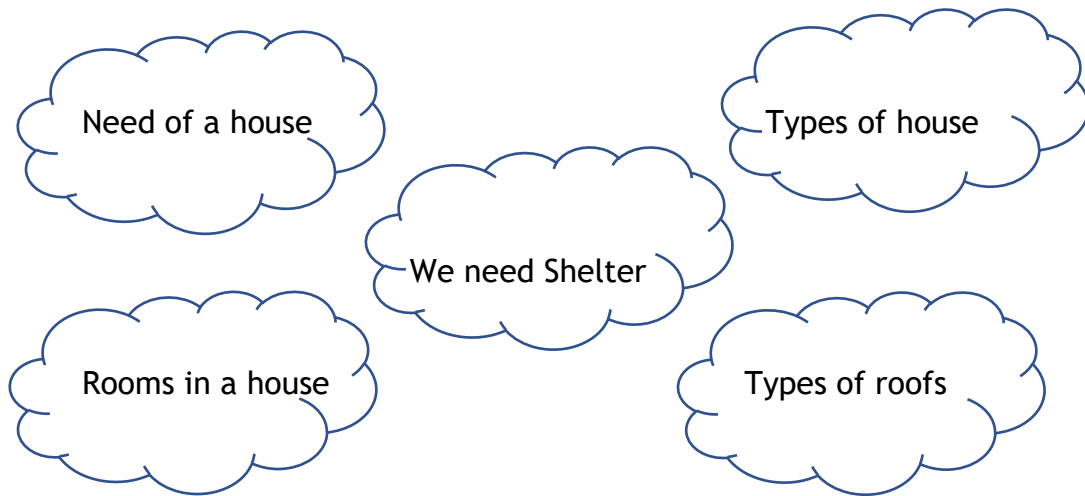 Need of a house
Types of house
We need Shelter
Rooms in a house
Types of roofs